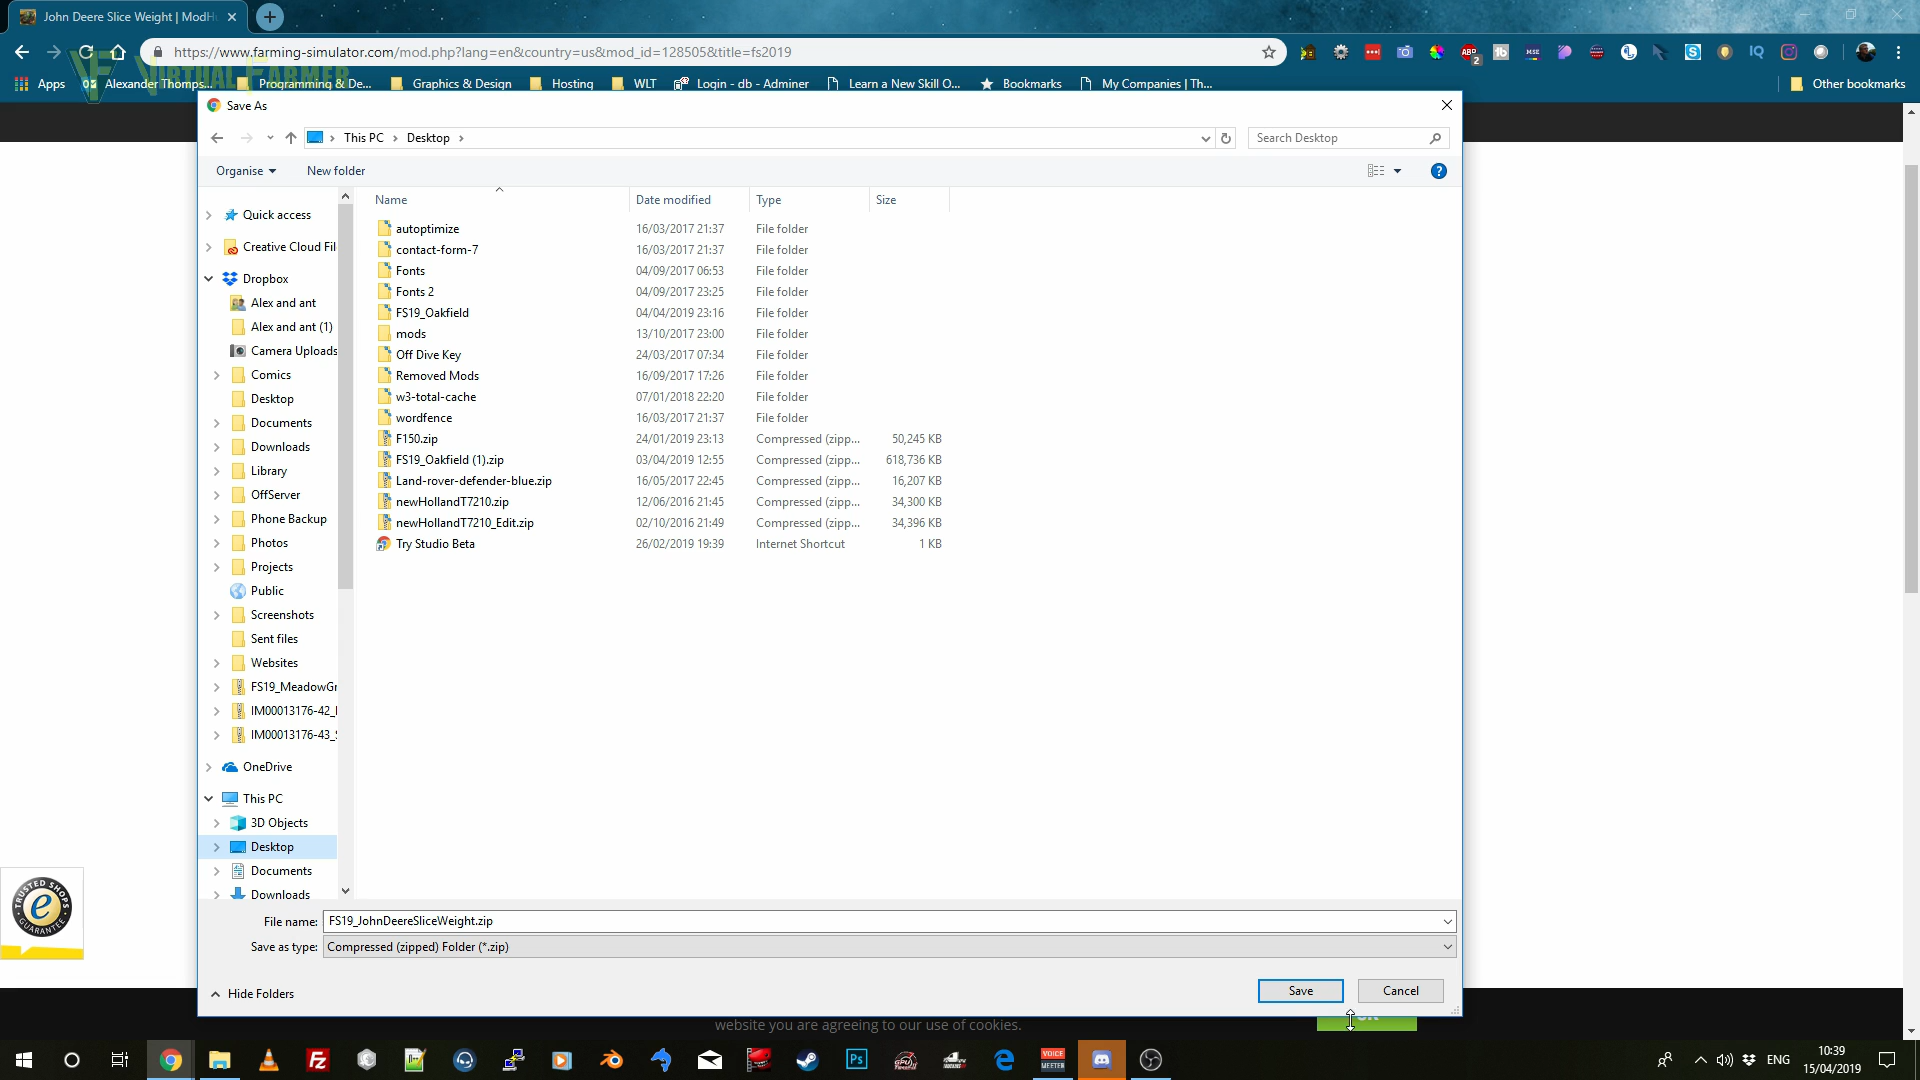 John Deere Slice Weight | ModH
https://www.farming-simulator.com/mod.php?lang=en&country=us&mod_id=128505&title=fs2019
VIRTUAL FARMER
Apps
Alexander Thomps...
Programming & De...
Graphics & Design
Hosting
WLT
Login - db - Adminer
Learn a New Skill O...
Bookmarks
My Companies | Th...
Other bookmarks
Save As
This PC
Desktop
Search Desktop
Organise
New folder
Name
Date modified
Type
Size
Quick access
Creative Cloud Fil
Dropbox
Alex and ant
Alex and ant (1)
Camera Uploads
Comics
Desktop
Documents
Downloads
Library
OffServer
Phone Backup
Photos
Projects
Public
Screenshots
Sent files
Websites
FS19_MeadowGr
IM00013176-42_
IM00013176-43_
OneDrive
This PC
3D Objects
Desktop
Documents
Downloads
autoptimize 16/03/2017 21:37 File folder
contact-form-7 16/03/2017 21:37 File folder
Fonts 04/09/2017 06:53 File folder
Fonts 2 04/09/2017 23:25 File folder
FS19_Oakfield 04/04/2019 23:16 File folder
mods 13/10/2017 23:00 File folder
Off Dive Key 24/03/2017 07:34 File folder
Removed Mods 16/09/2017 17:26 File folder
w3-total-cache 07/01/2018 22:20 File folder
wordfence 16/03/2017 21:37 File folder
F150.zip 24/01/2019 23:13 Compressed (zipp... 50,245 KB
FS19_Oakfield (1).zip 03/04/2019 12:55 Compressed (zipp... 618,736 KB
Land-rover-defender-blue.zip 16/05/2017 22:45 Compressed (zipp... 16,207 KB
newHollandT7210.zip 12/06/2016 21:45 Compressed (zipp... 34,300 KB
newHollandT7210_Edit.zip 02/10/2016 21:49 Compressed (zipp... 34,396 KB
Try Studio Beta 26/02/2019 19:39 Internet Shortcut 1 KB
TRUSTED SHOPS
GUARANTEE
File name: FS19_JohnDeereSliceWeight.zip
Save as type: Compressed (zipped) Folder (*.zip)
Hide Folders
Save
Cancel
website you are agreeing to our use of cookies.
VOICE
MEETER
Ps
ENG
10:39
15/04/2019